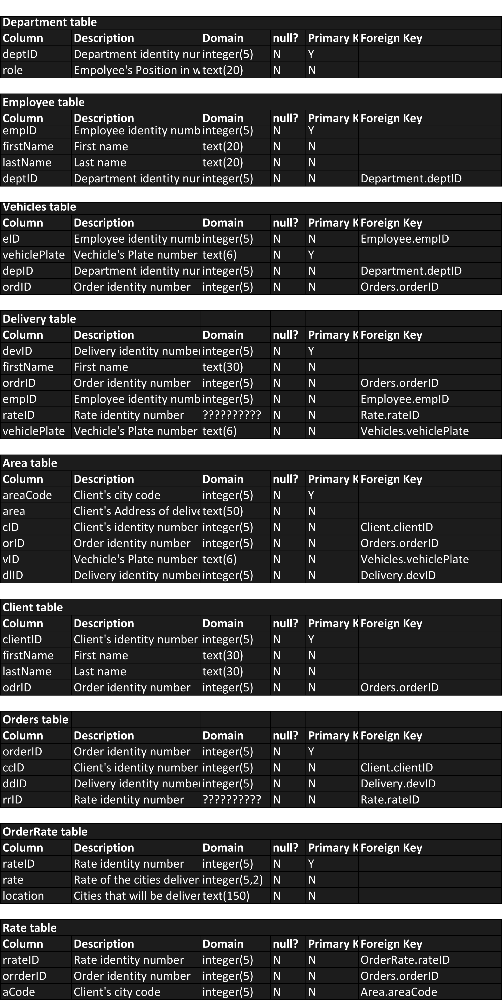 Department table
Column Description Domain null? Primary K Foreign Key
deptID Department identity nur integer(5) N Y
role Empolyee's Position in w text(20) N N
Employee table
Column Description Domain null? Primary K Foreign Key
empID Employee identity numb integer(5) N Y
firstName First name text(20) N N
lastName Last name text(20) N N
deptID Department identity nur integer(5) N N Department.deptID
Vehicles table
Column Description Domain null? Primary K Foreign Key
eID Employee identity numb integer(5) N N Employee.empID
vehiclePlate Vechicle's Plate number text(6) N Y
depID Department identity nur integer(5) N N Department.deptID
ordID Order identity number integer(5) N N Orders.orderID
Delivery table
Column Description Domain null? Primary K Foreign Key
devID Delivery identity number integer(5) N Y
firstName First name text(30) N N
ordrID Order identity number integer(5) N N Orders.orderID
empID Employee identity numb integer(5) N N Employee.empID
rateID Rate identity number ?????????? N N Rate.rateID
vehiclePlate Vechicle's Plate number text(6) N N Vehicles.vehiclePlate
Area table
Column Description Domain null? Primary K Foreign Key
areaCode Client's city code integer(5) N Y
area Client's Address of delive text(50) N N
cID Client's identity number integer(5) N N Client.clientID
orID Order identity number integer(5) N N Orders.orderID
vID Vechicle's Plate number text(6) N N Vehicles.vehiclePlate
dlID Delivery identity number integer(5) N N Delivery.devID
Client table
Column Description Domain null? Primary K Foreign Key
clientID Client's identity number integer(5) N Y
firstName First name text(30) N N
lastName Last name text(30) N N
odrID Order identity number integer(5) N N Orders.orderID
Orders table
Column Description Domain null? Primary K Foreign Key
orderID Order identity number integer(5) N Y
ccID Client's identity number integer(5) N N Client.clientID
ddID Delivery identity number integer(5) N N Delivery.devID
rrID Rate identity number ?????????? N N Rate.rateID
OrderRate table
Column Description Domain null? Primary K Foreign Key
rateID Rate identity number integer(5) N Y
rate Rate of the cities deliver integer(5,2) N N
location Cities that will be deliver text(150) N N
Rate table
Column Description Domain null? Primary K Foreign Key
rrateID Rate identity number integer(5) N N OrderRate.rateID
orrderID Order identity number integer(5) N N Orders.orderID
aCode Client's city code integer(5) N N Area.areaCode